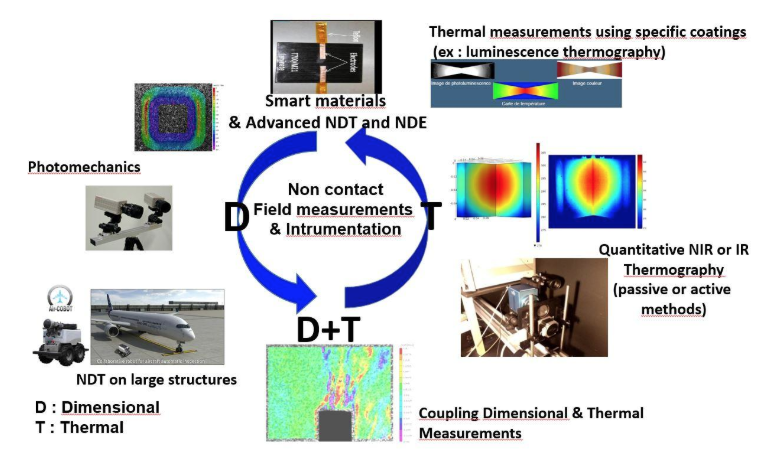 Electrodes
Thermal measurements using specific coatings
(ex : luminescence thermography)
Image de photoluminescence
Image couleur
Carte de température
Smart materials
& Advanced NDT and NDE
Photomechanics
Non contact
Field measurements
& Intrumentation
D
T
Quantitative NIR or IR
Thermography
(passive or active
methods)
Air-COBOT
D+T
NDT on large structures
D : Dimensional
T : Thermal
Coupling Dimensional & Thermal
Measurements